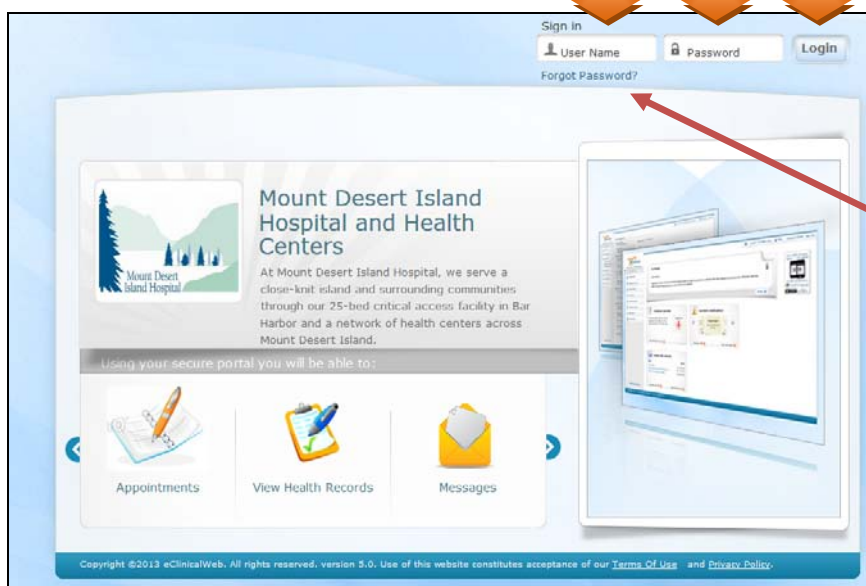 Sign in
User Name
Password
Login
Forgot Password?
Mount Desert Island
Hospital and Health
Centers
At Mount Desert Island Hospital, we serve a
close-knit island and surrounding communities
through our 25-bed critical access facility in Bar
Harbor and a network of health centers across
Mount Desert Island.
Mount Desert
Island Hospital
Using your secure portal you will be able to:
Appointments
View Health Records
Messages
Copyright ©2013 eClinicalWeb. All rights reserved. version 5.0. Use of this website constitutes acceptance of our Terms Of Use and Privacy Policy.